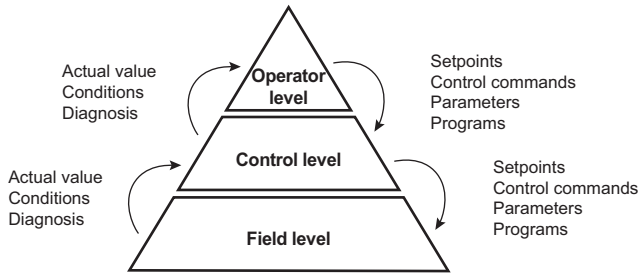 Actual value
Conditions
Diagnosis
Operator
level
Setpoints
Control commands
Parameters
Programs
Control level
Actual value
Conditions
Diagnosis
Setpoints
Control commands
Parameters
Programs
Field level